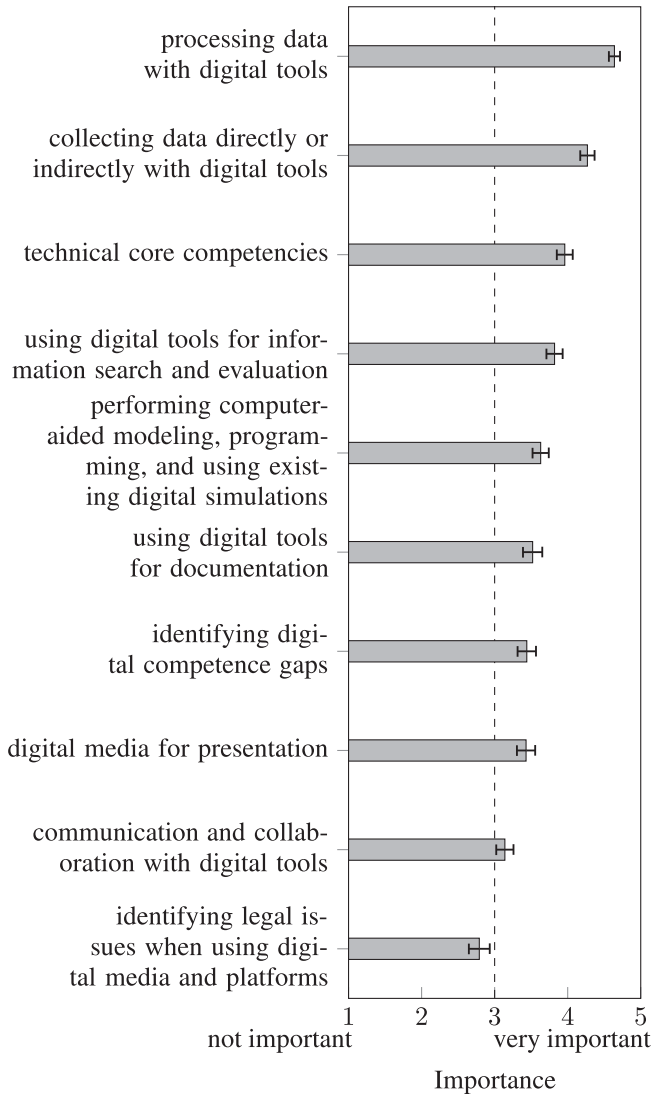 processing data
with digital tools
collecting data directly or
indirectly with digital tools
technical core competencies
using digital tools for infor-
mation search and evaluation
performing computer-
aided modeling, program-
ming, and using exist-
ing digital simulations
using digital tools
for documentation
identifying digi-
tal competence gaps
digital media for presentation
communication and collab-
oration with digital tools
identifying legal is-
sues when using digi-
tal media and platforms
1 2 3 4 5
not important very important
Importance